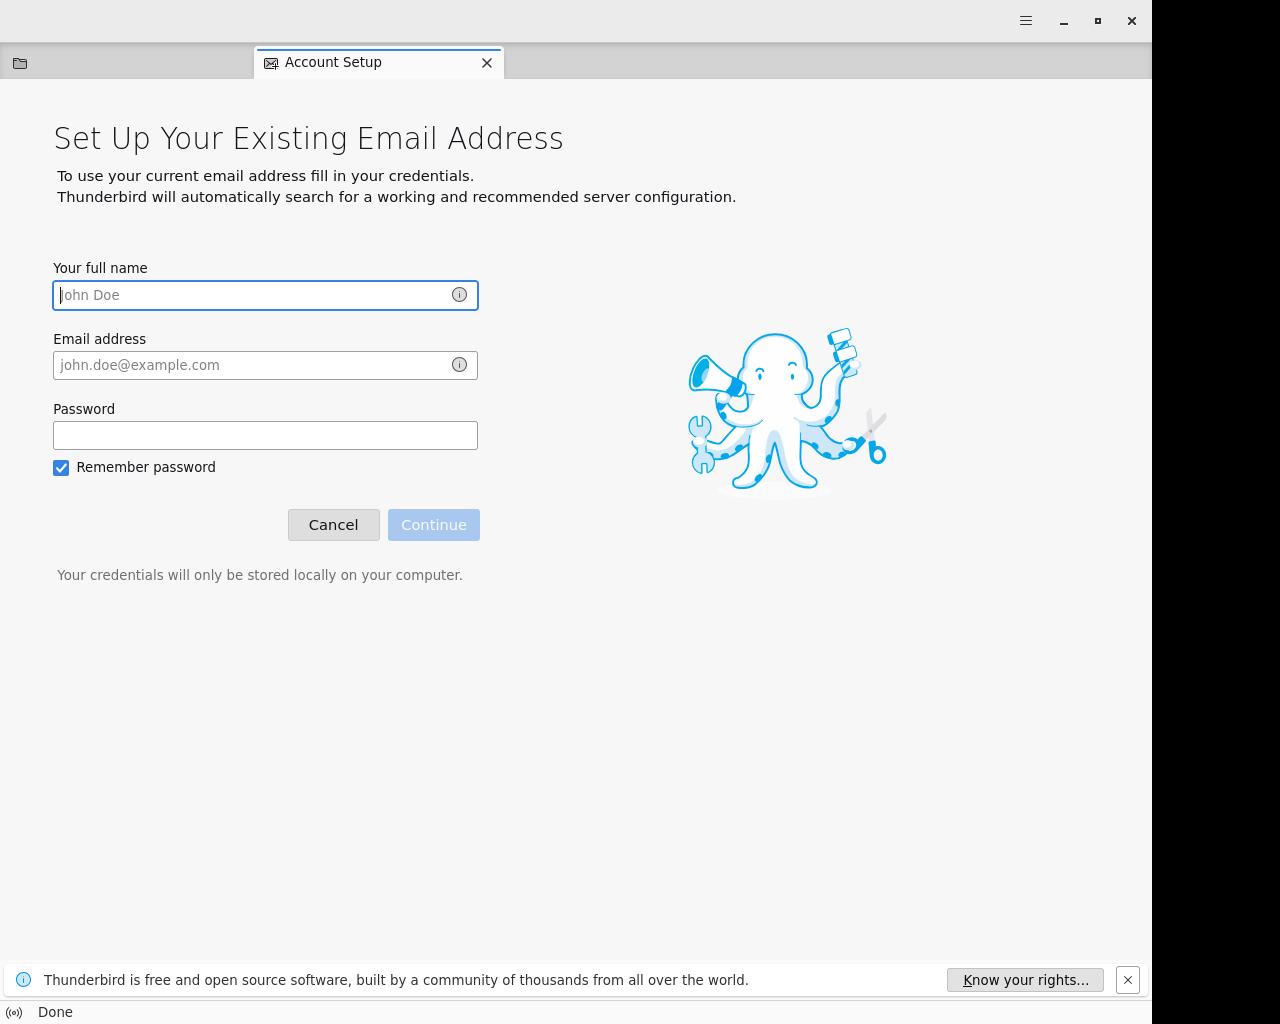 Account Setup
Set Up Your Existing Email Address
To use your current email address fill in your credentials.
Thunderbird will automatically search for a working and recommended server configuration.
Your full name
John Doe
Email address
john.doe@example.com
Password
Remember password
Cancel
Continue
Your credentials will only be stored locally on your computer.
Thunderbird is free and open source software, built by a community of thousands from all over the world.
Know your rights...
Done